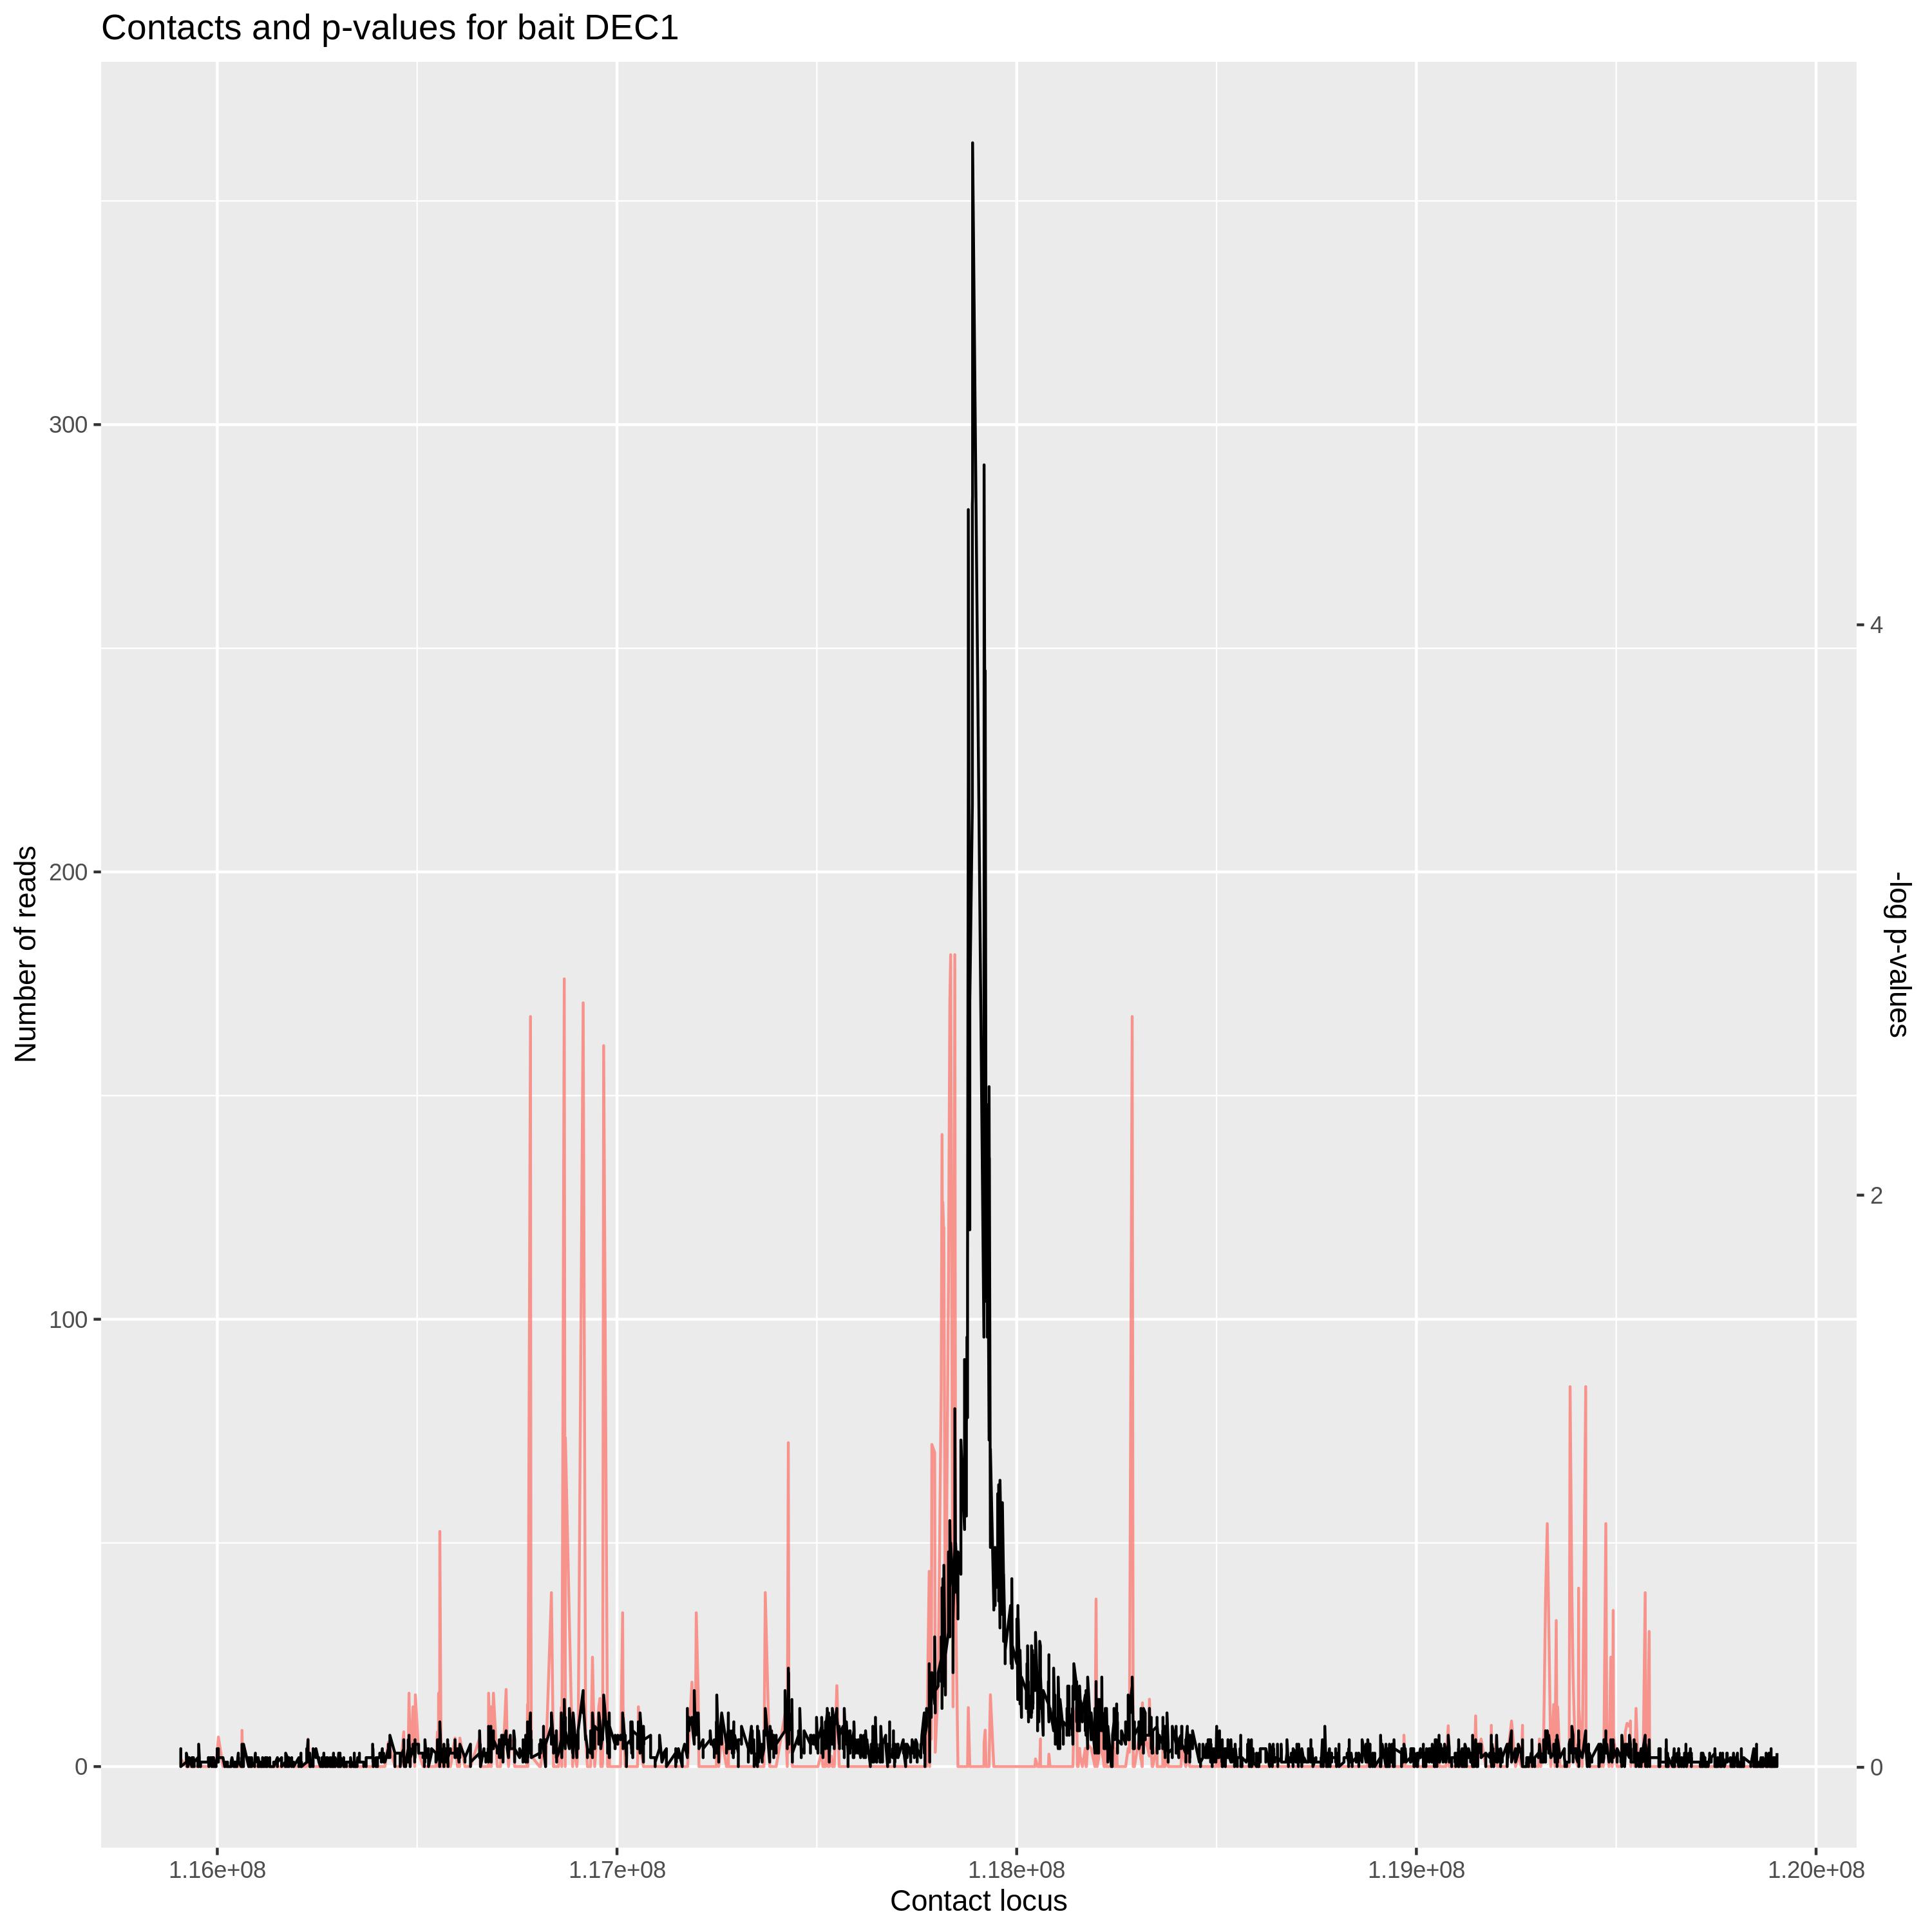 Contacts and p-values for bait DEC1
Number of reads
300
200
100
0
4
2
0
-log p-values
1.16e+08 1.17e+08 1.18e+08 1.19e+08 1.20e+08
Contact locus